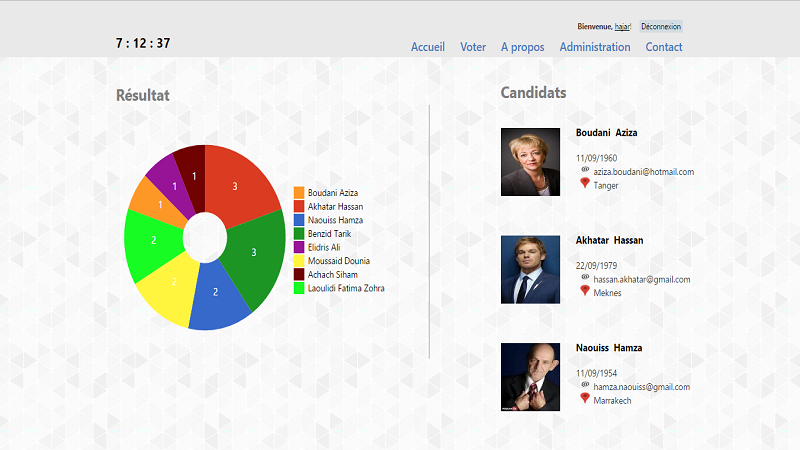 Bienvenue, hajar! Déconnexion
7 : 12 : 37
Accueil Voter A propos Administration Contact
Résultat
3
3
2
2
2
1
1
1
Boudani Aziza
Akhatar Hassan
Naouiss Hamza
Benzid Tarik
Elidris Ali
Moussaid Dounia
Achach Siham
Laoulidi Fatima Zohra
Candidats
Boudani Aziza
11/09/1960
aziza.boudani@hotmail.com
Tanger
Akhatar Hassan
22/09/1979
hassan.akhatar@gmail.com
Meknes
Naouiss Hamza
11/09/1954
hamza.naouiss@gmail.com
Marrakech